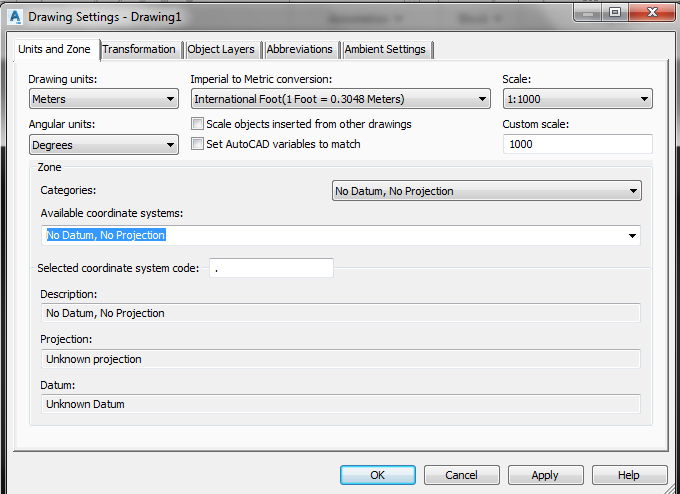 Drawing Settings - Drawing1
Units and Zone Transformation Object Layers Abbreviations Ambient Settings
Drawing units: Imperial to Metric conversion: Scale:
Meters International Foot(1 Foot = 0.3048 Meters) 1:1000
Angular units: Scale objects inserted from other drawings Custom scale:
Degrees Set AutoCAD variables to match 1000
Zone
Categories: No Datum, No Projection
Available coordinate systems:
No Datum, No Projection
Selected coordinate system code: .
Description:
No Datum, No Projection
Projection:
Unknown projection
Datum:
Unknown Datum
OK Cancel Apply Help